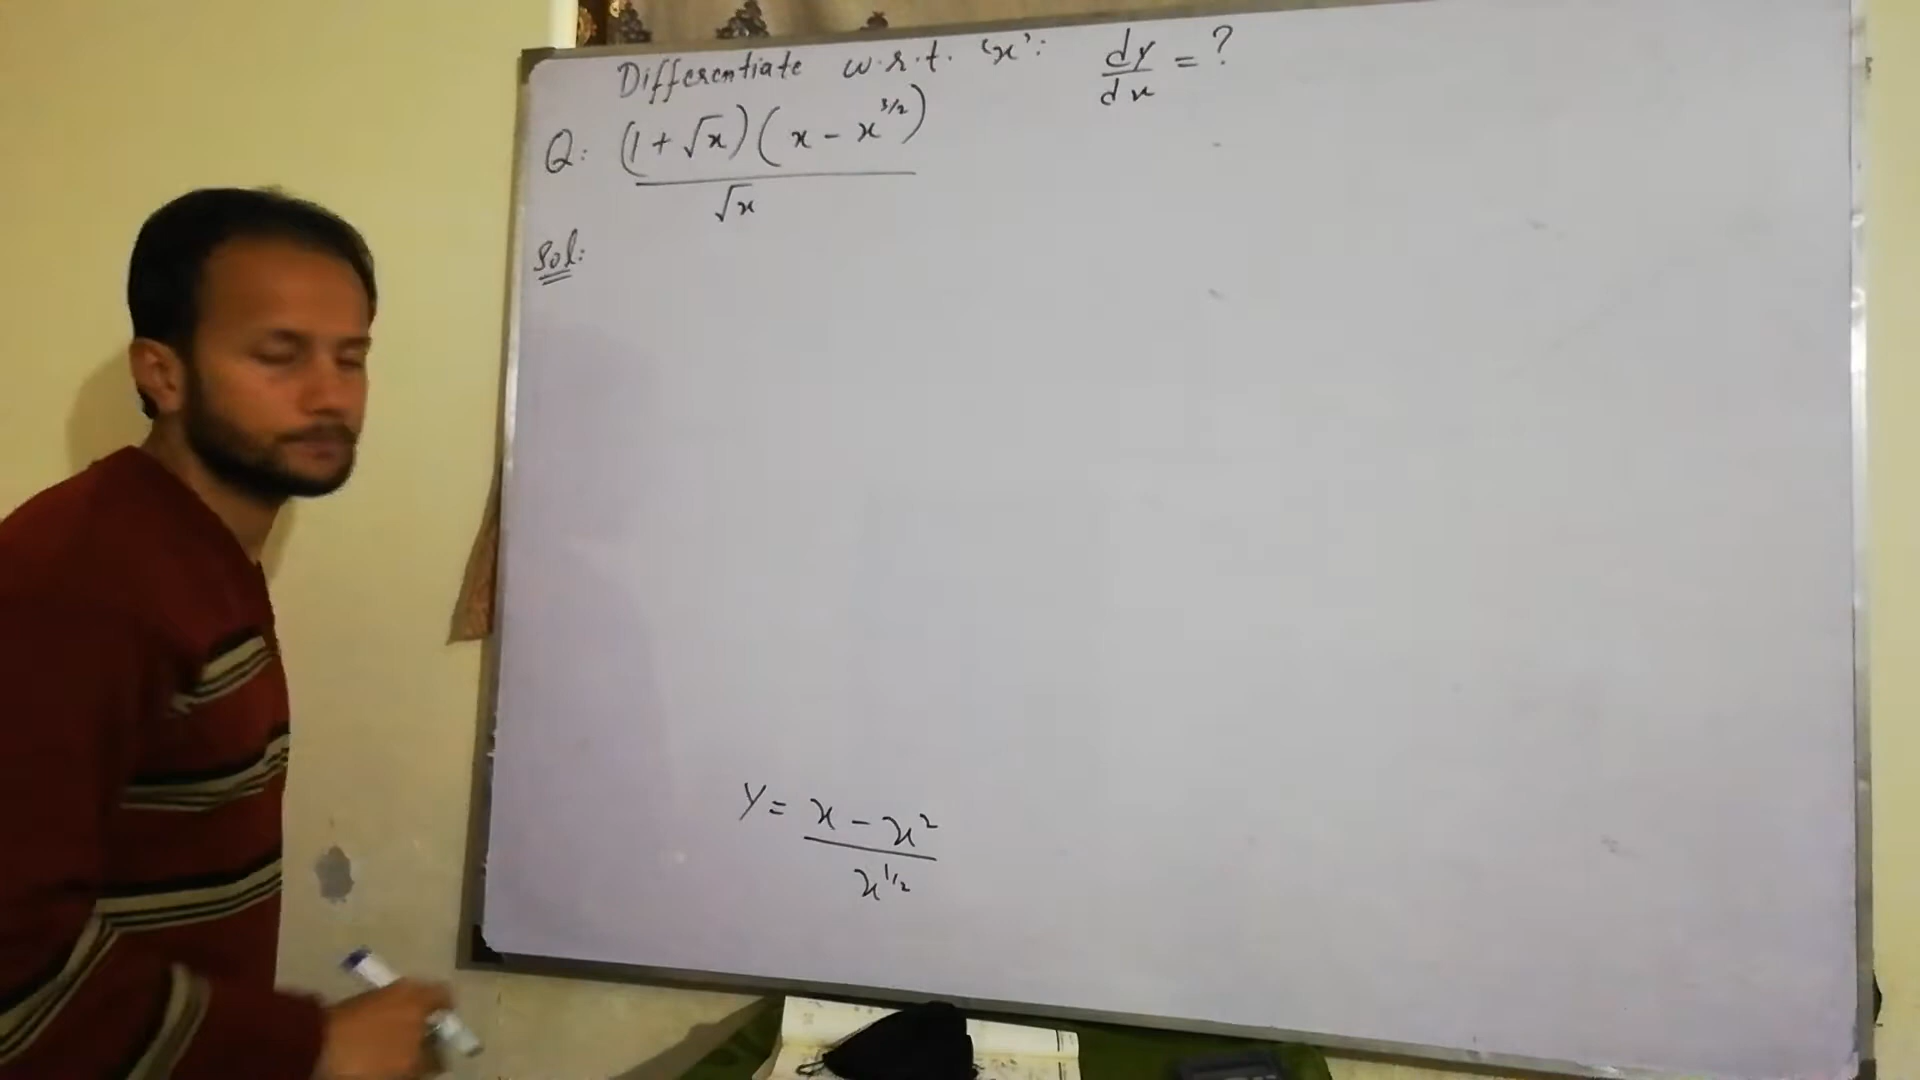 Differentiate w.r.t. 'x': dy/dx = ?
Q: (1 + √x)(x - x^3/2)
√x
Sol:
y = x - x²
x^1/2